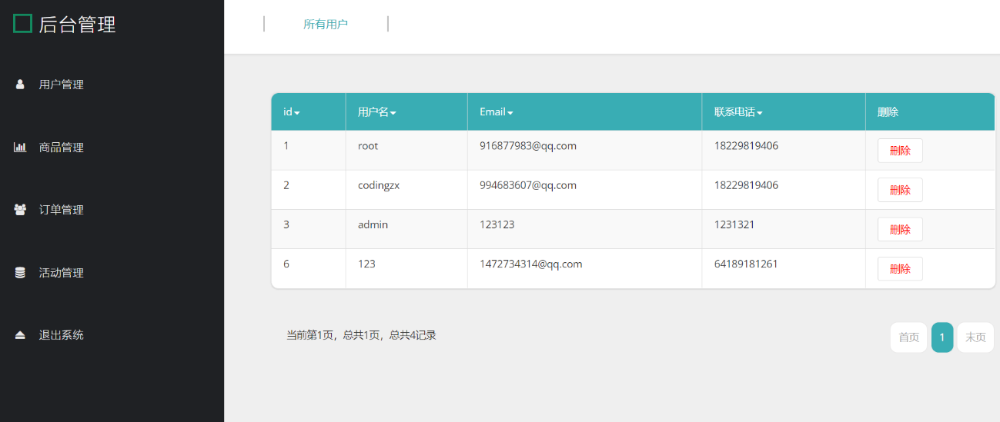 后台管理
用户管理
商品管理
订单管理
活动管理
退出系统
所有用户
id 用户名 Email 联系电话 删除
1 root 916877983@qq.com 18229819406 删除
2 codingzx 994683607@qq.com 18229819406 删除
3 admin 123123 1231321 删除
6 123 1472734314@qq.com 64189181261 删除
当前第1页，总共1页，总共4记录 首页 1 末页